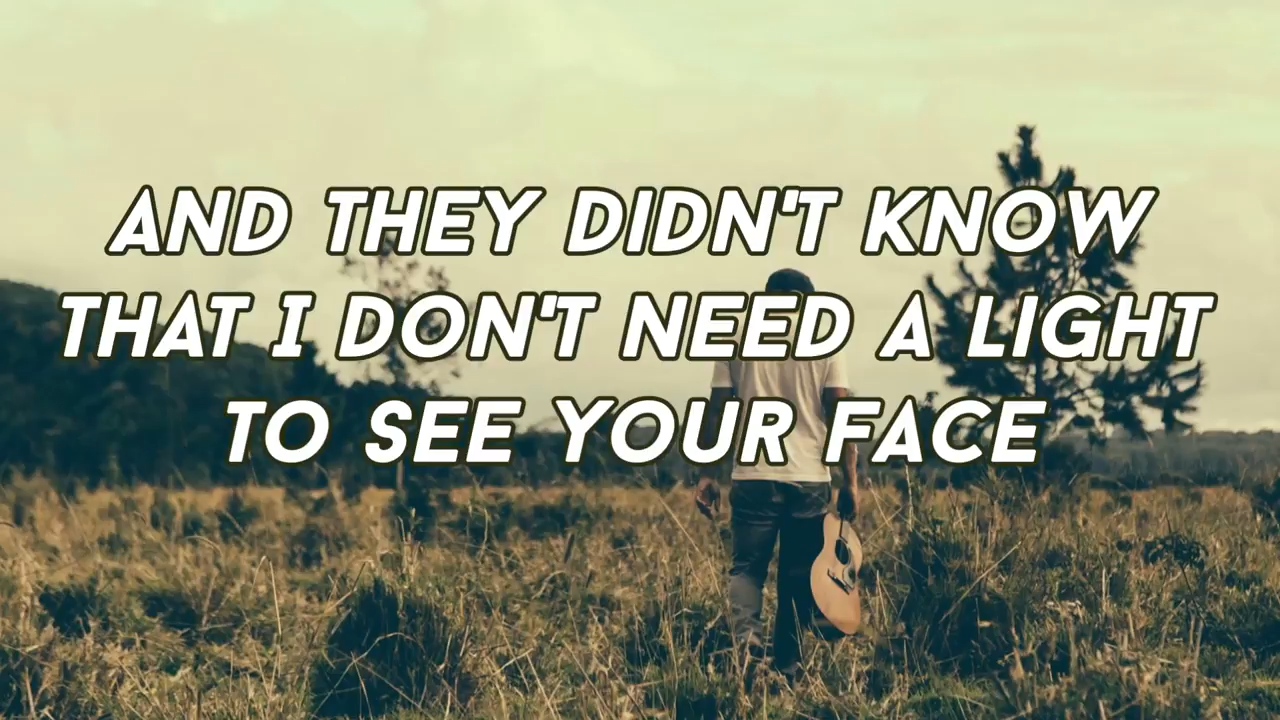 AND THEY DIDN'T KNOW
THAT I DON'T NEED A LIGHT
TO SEE YOUR FACE